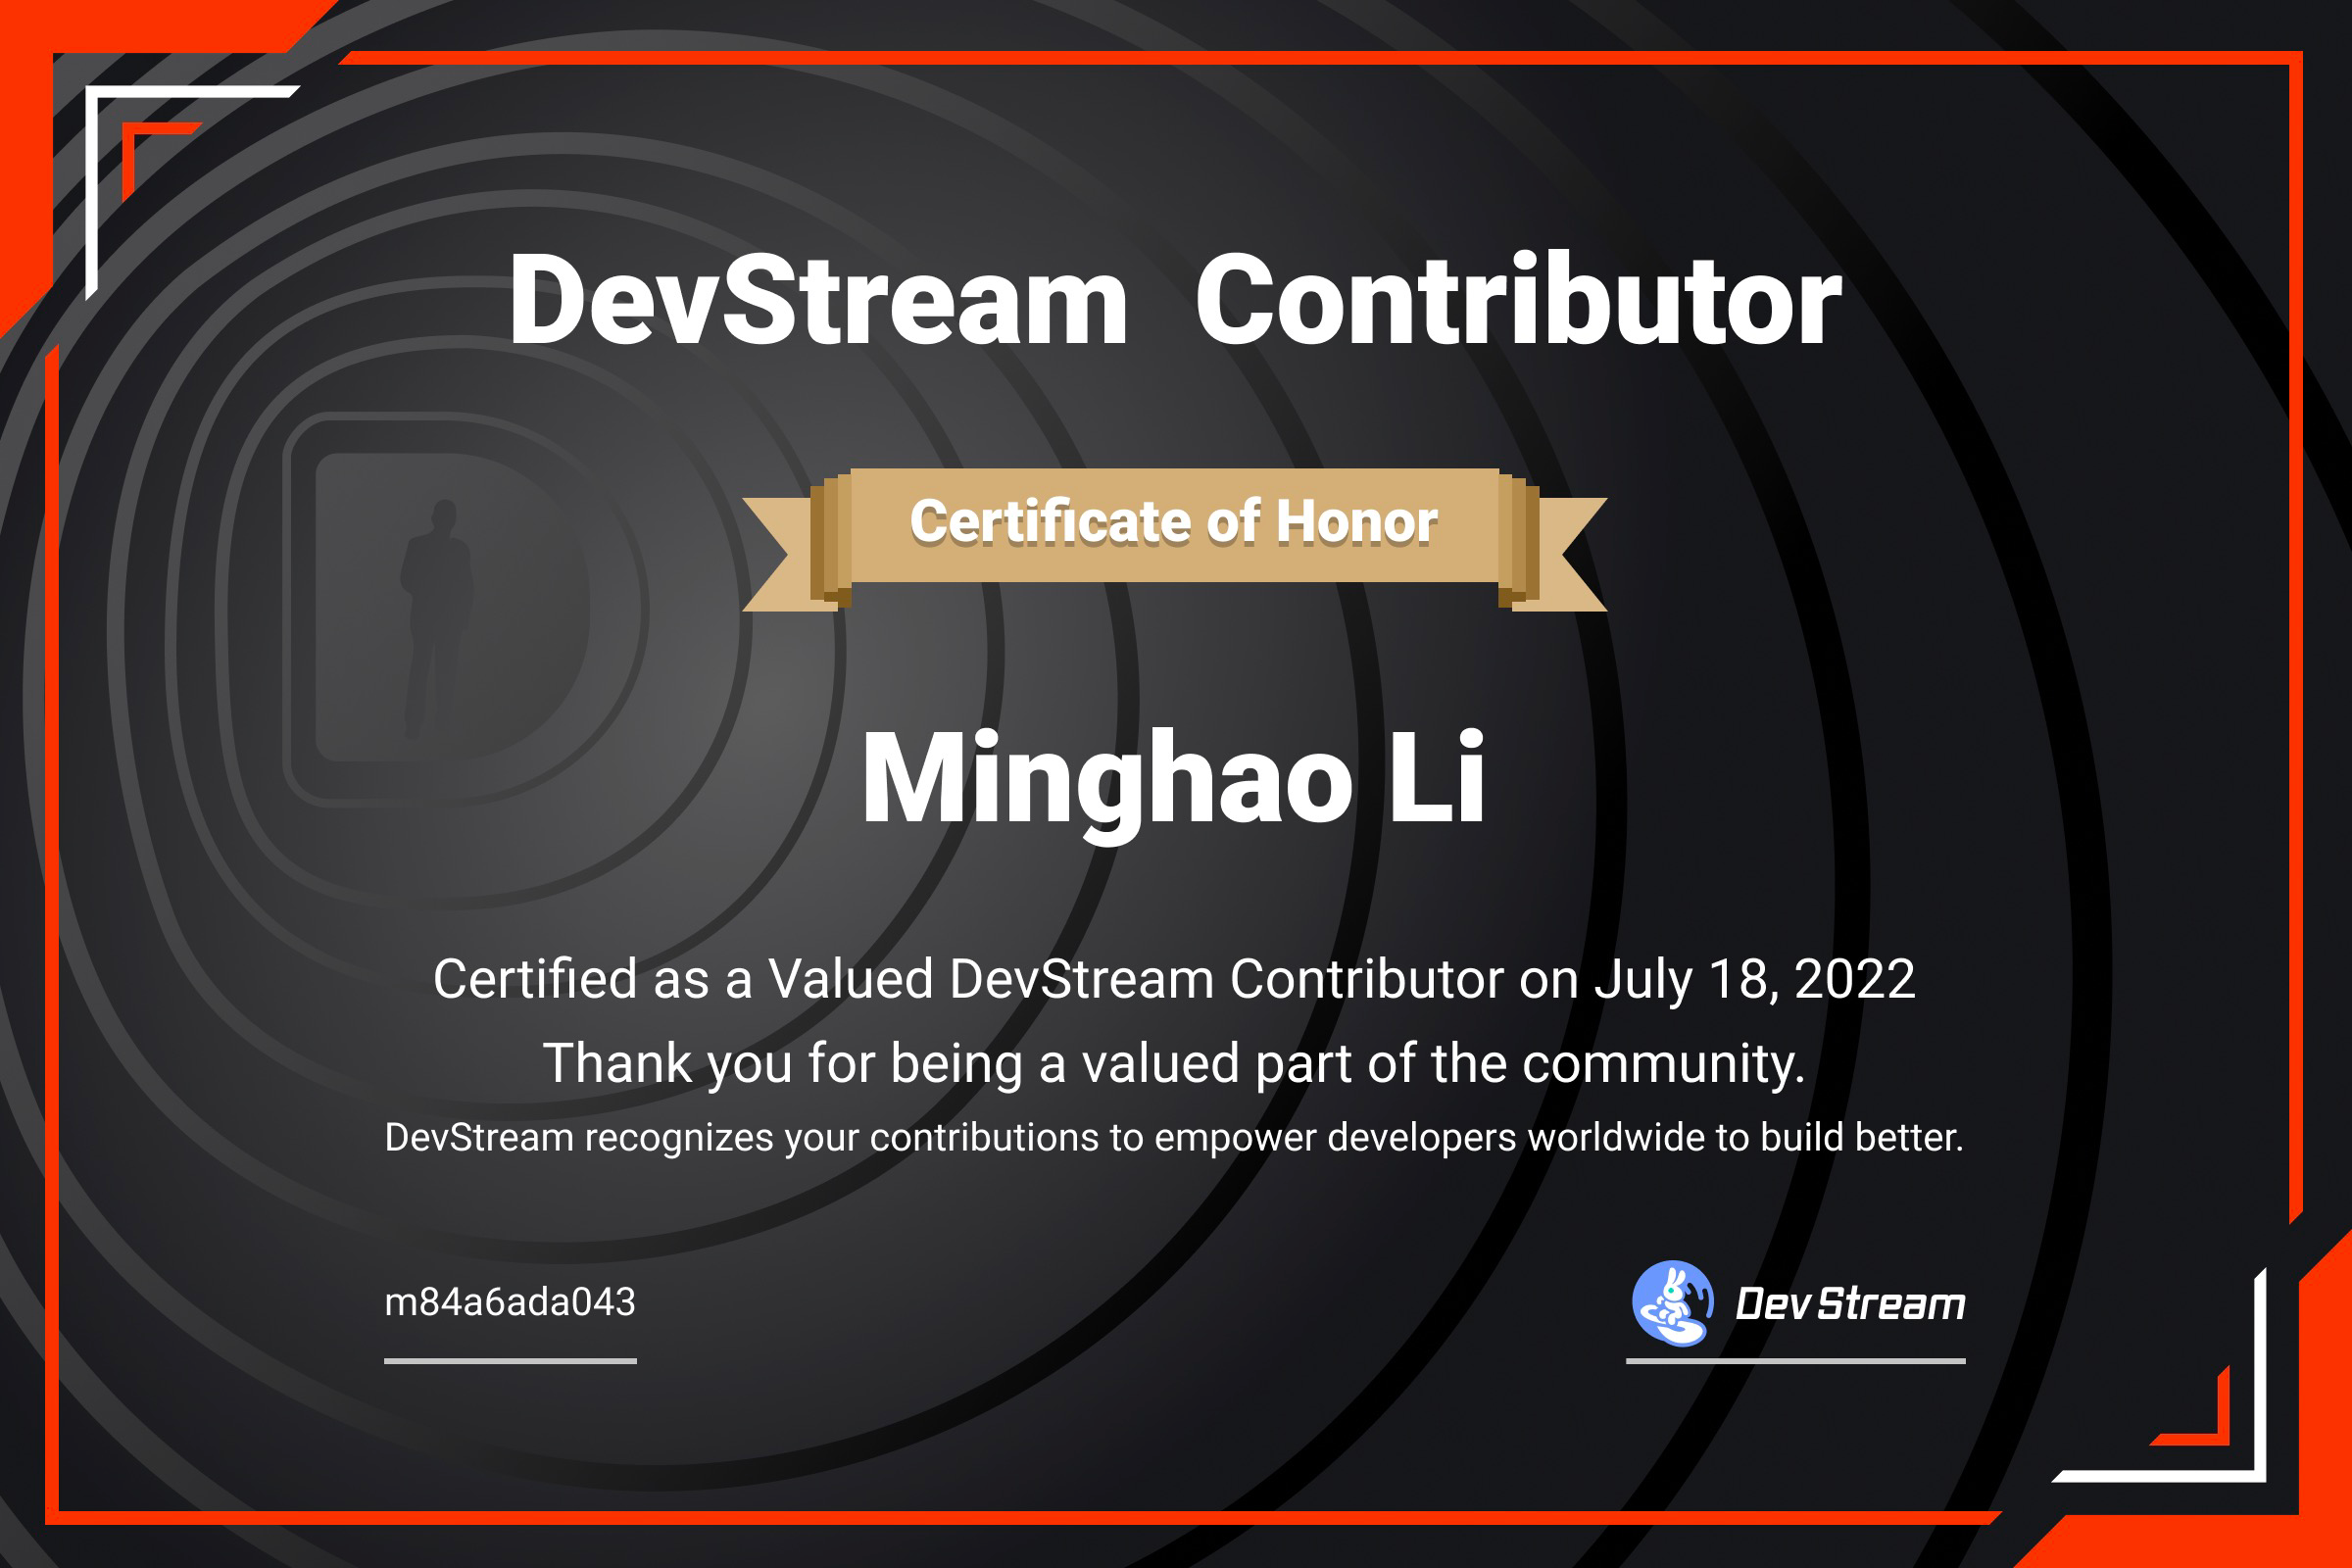 DevStream Contributor
Certificate of Honor
Minghao Li
Certified as a Valued DevStream Contributor on July 18, 2022
Thank you for being a valued part of the community.
DevStream recognizes your contributions to empower developers worldwide to build better.
m84a6ada043
DevStream